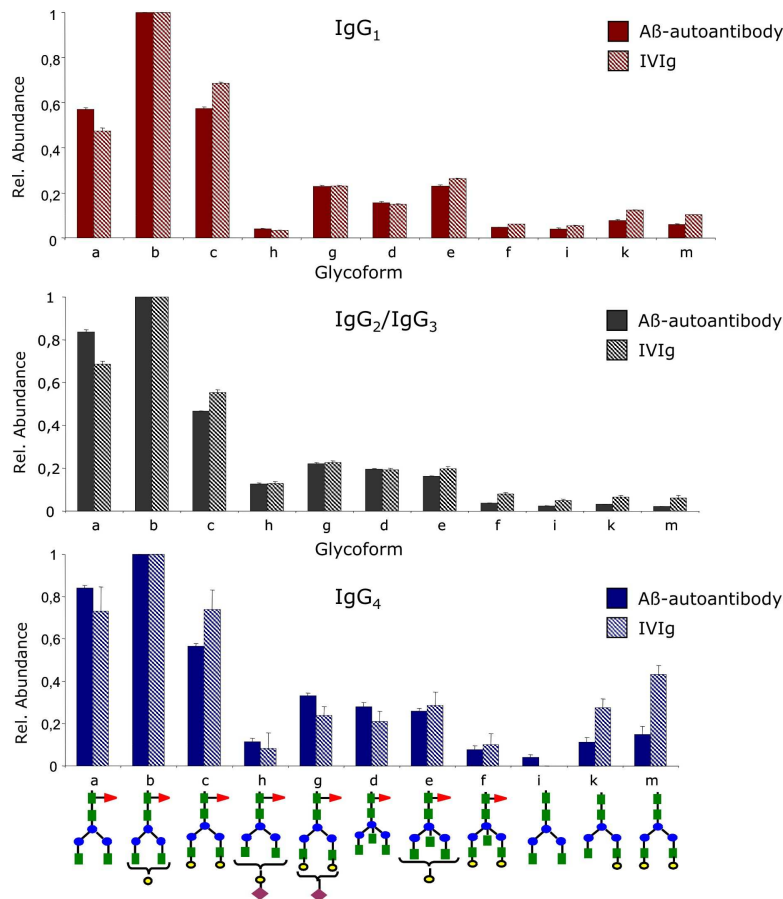 IgG1
Aß-autoantibody
IVIg
Rel. Abundance
1
0,8
0,6
0,4
0,2
0
a b c h g d e f i k m
Glycoform
IgG2/IgG3
Aß-autoantibody
IVIg
Rel. Abundance
1
0,8
0,6
0,4
0,2
0
a b c h g d e f i k m
Glycoform
IgG4
Aß-autoantibody
IVIg
Rel. Abundance
1
0,8
0,6
0,4
0,2
0
a b c h g d e f i k m